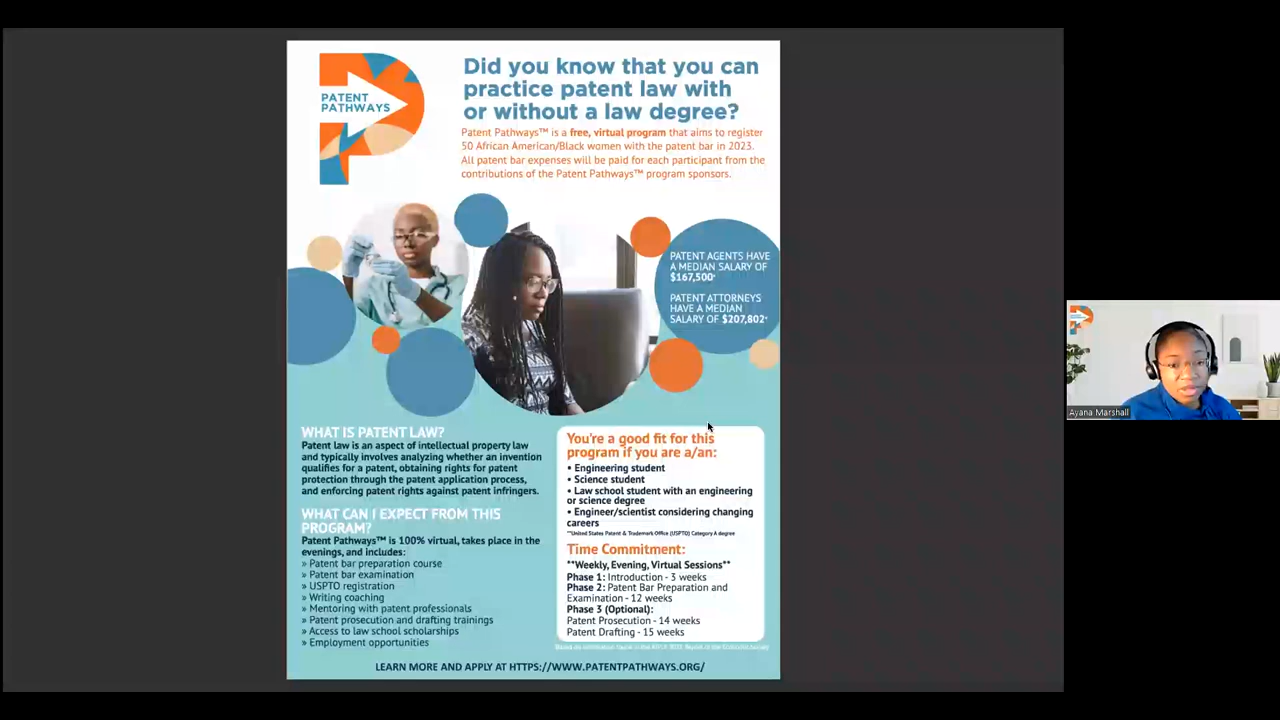 PATENT
PATHWAYS
Did you know that you can
practice patent law with
or without a law degree?
Patent Pathways™ is a free, virtual program that aims to register
50 African American/Black women with the patent bar in 2023.
All patent bar expenses will be paid for each participant from the
contributions of the Patent Pathways™ program sponsors.
PATENT AGENTS HAVE
A MEDIAN SALARY OF
$167,500*
PATENT ATTORNEYS
HAVE A MEDIAN
SALARY OF $207,802*
WHAT IS PATENT LAW?
Patent law is an aspect of intellectual property law
and typically involves analyzing whether an invention
qualifies for a patent, obtaining rights for patent
protection through the patent application process,
and enforcing patent rights against patent infringers.
WHAT CAN I EXPECT FROM THIS
PROGRAM?
Patent Pathways™ is 100% virtual, takes place in the
evenings, and includes:
» Patent bar preparation course
» Patent bar examination
» USPTO registration
» Writing coaching
» Mentoring with patent professionals
» Patent prosecution and drafting trainings
» Access to law school scholarships
» Employment opportunities
You're a good fit for this
program if you are a/an:
• Engineering student
• Science student
• Law school student with an engineering
or science degree
• Engineer/scientist considering changing
careers
**United States Patent & Trademark Office (USPTO) Category A degree
Time Commitment:
**Weekly, Evening, Virtual Sessions**
Phase 1: Introduction - 3 weeks
Phase 2: Patent Bar Preparation and
Examination - 12 weeks
Phase 3 (Optional):
Patent Prosecution - 14 weeks
Patent Drafting - 15 weeks
LEARN MORE AND APPLY AT HTTPS://WWW.PATENTPATHWAYS.ORG/
Ayana Marshall